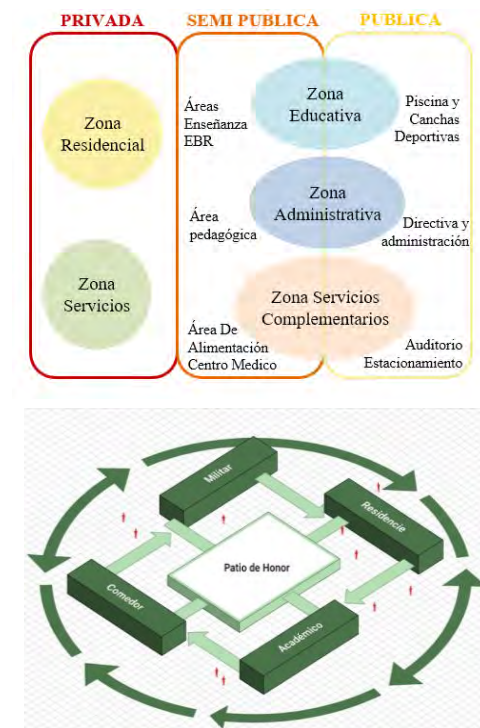 PRIVADA
SEMI PUBLICA
PUBLICA
Zona
Residencial
Zona
Servicios
Áreas
Enseñanza
EBR
Zona
Educativa
Piscina y
Canchas
Deportivas
Área
pedagógica
Zona
Administrativa
Directiva y
administración
Zona Servicios
Complementarios
Área De
Alimentación
Centro Medico
Auditorio
Estacionamiento
Militar
Residencie
Patio de Honor
Comedor
Académico